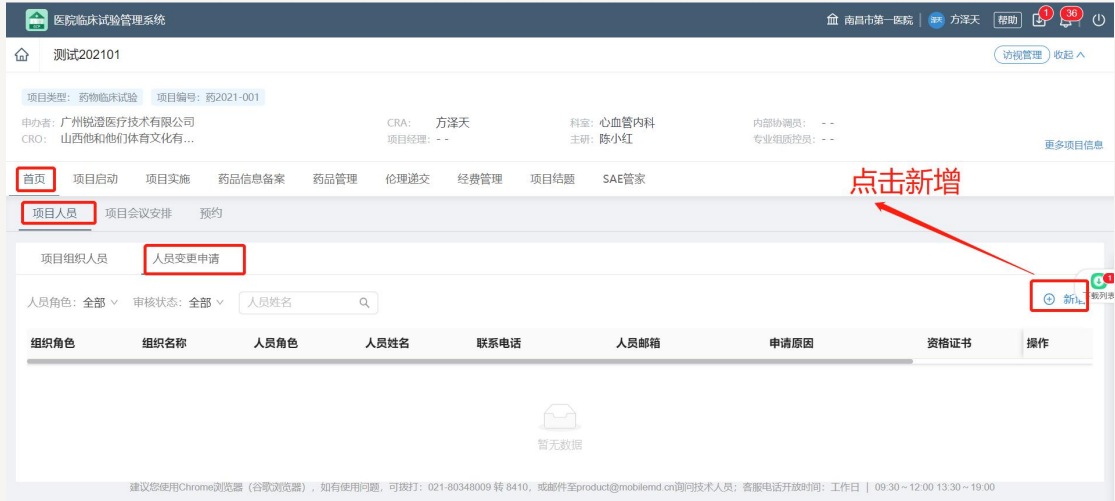 医院临床试验管理系统 南昌市第一医院 方泽天 帮助 1 36
测试202101 访视管理 收起
项目类型: 药物临床试验 项目编号: 药2021-001
申办者: 广州锐澄医疗技术有限公司 CRA: 方泽天 科室: 心血管内科 内部协调员: --
CRO: 山西他和他们体育文化有... 项目经理: -- 主研: 陈小红 专业组质控员: --
更多项目信息
首页 项目启动 项目实施 药品信息备案 药品管理 伦理递交 经费管理 项目结题 SAE管家
点击新增
项目人员 项目会议安排 预约
项目组织人员 人员变更申请
人员角色: 全部 审核状态: 全部 人员姓名 新增
1
下载列表
组织角色 组织名称 人员角色 人员姓名 联系电话 人员邮箱 申请原因 资格证书 操作
暂无数据
建议您使用Chrome浏览器（谷歌浏览器）, 如有使用问题, 可拨打: 021-80348009 转 8410, 或邮件至product@mobilemd.cn询问技术人员; 客服电话开放时间: 工作日 | 09:30~12:00 13:30~19:00